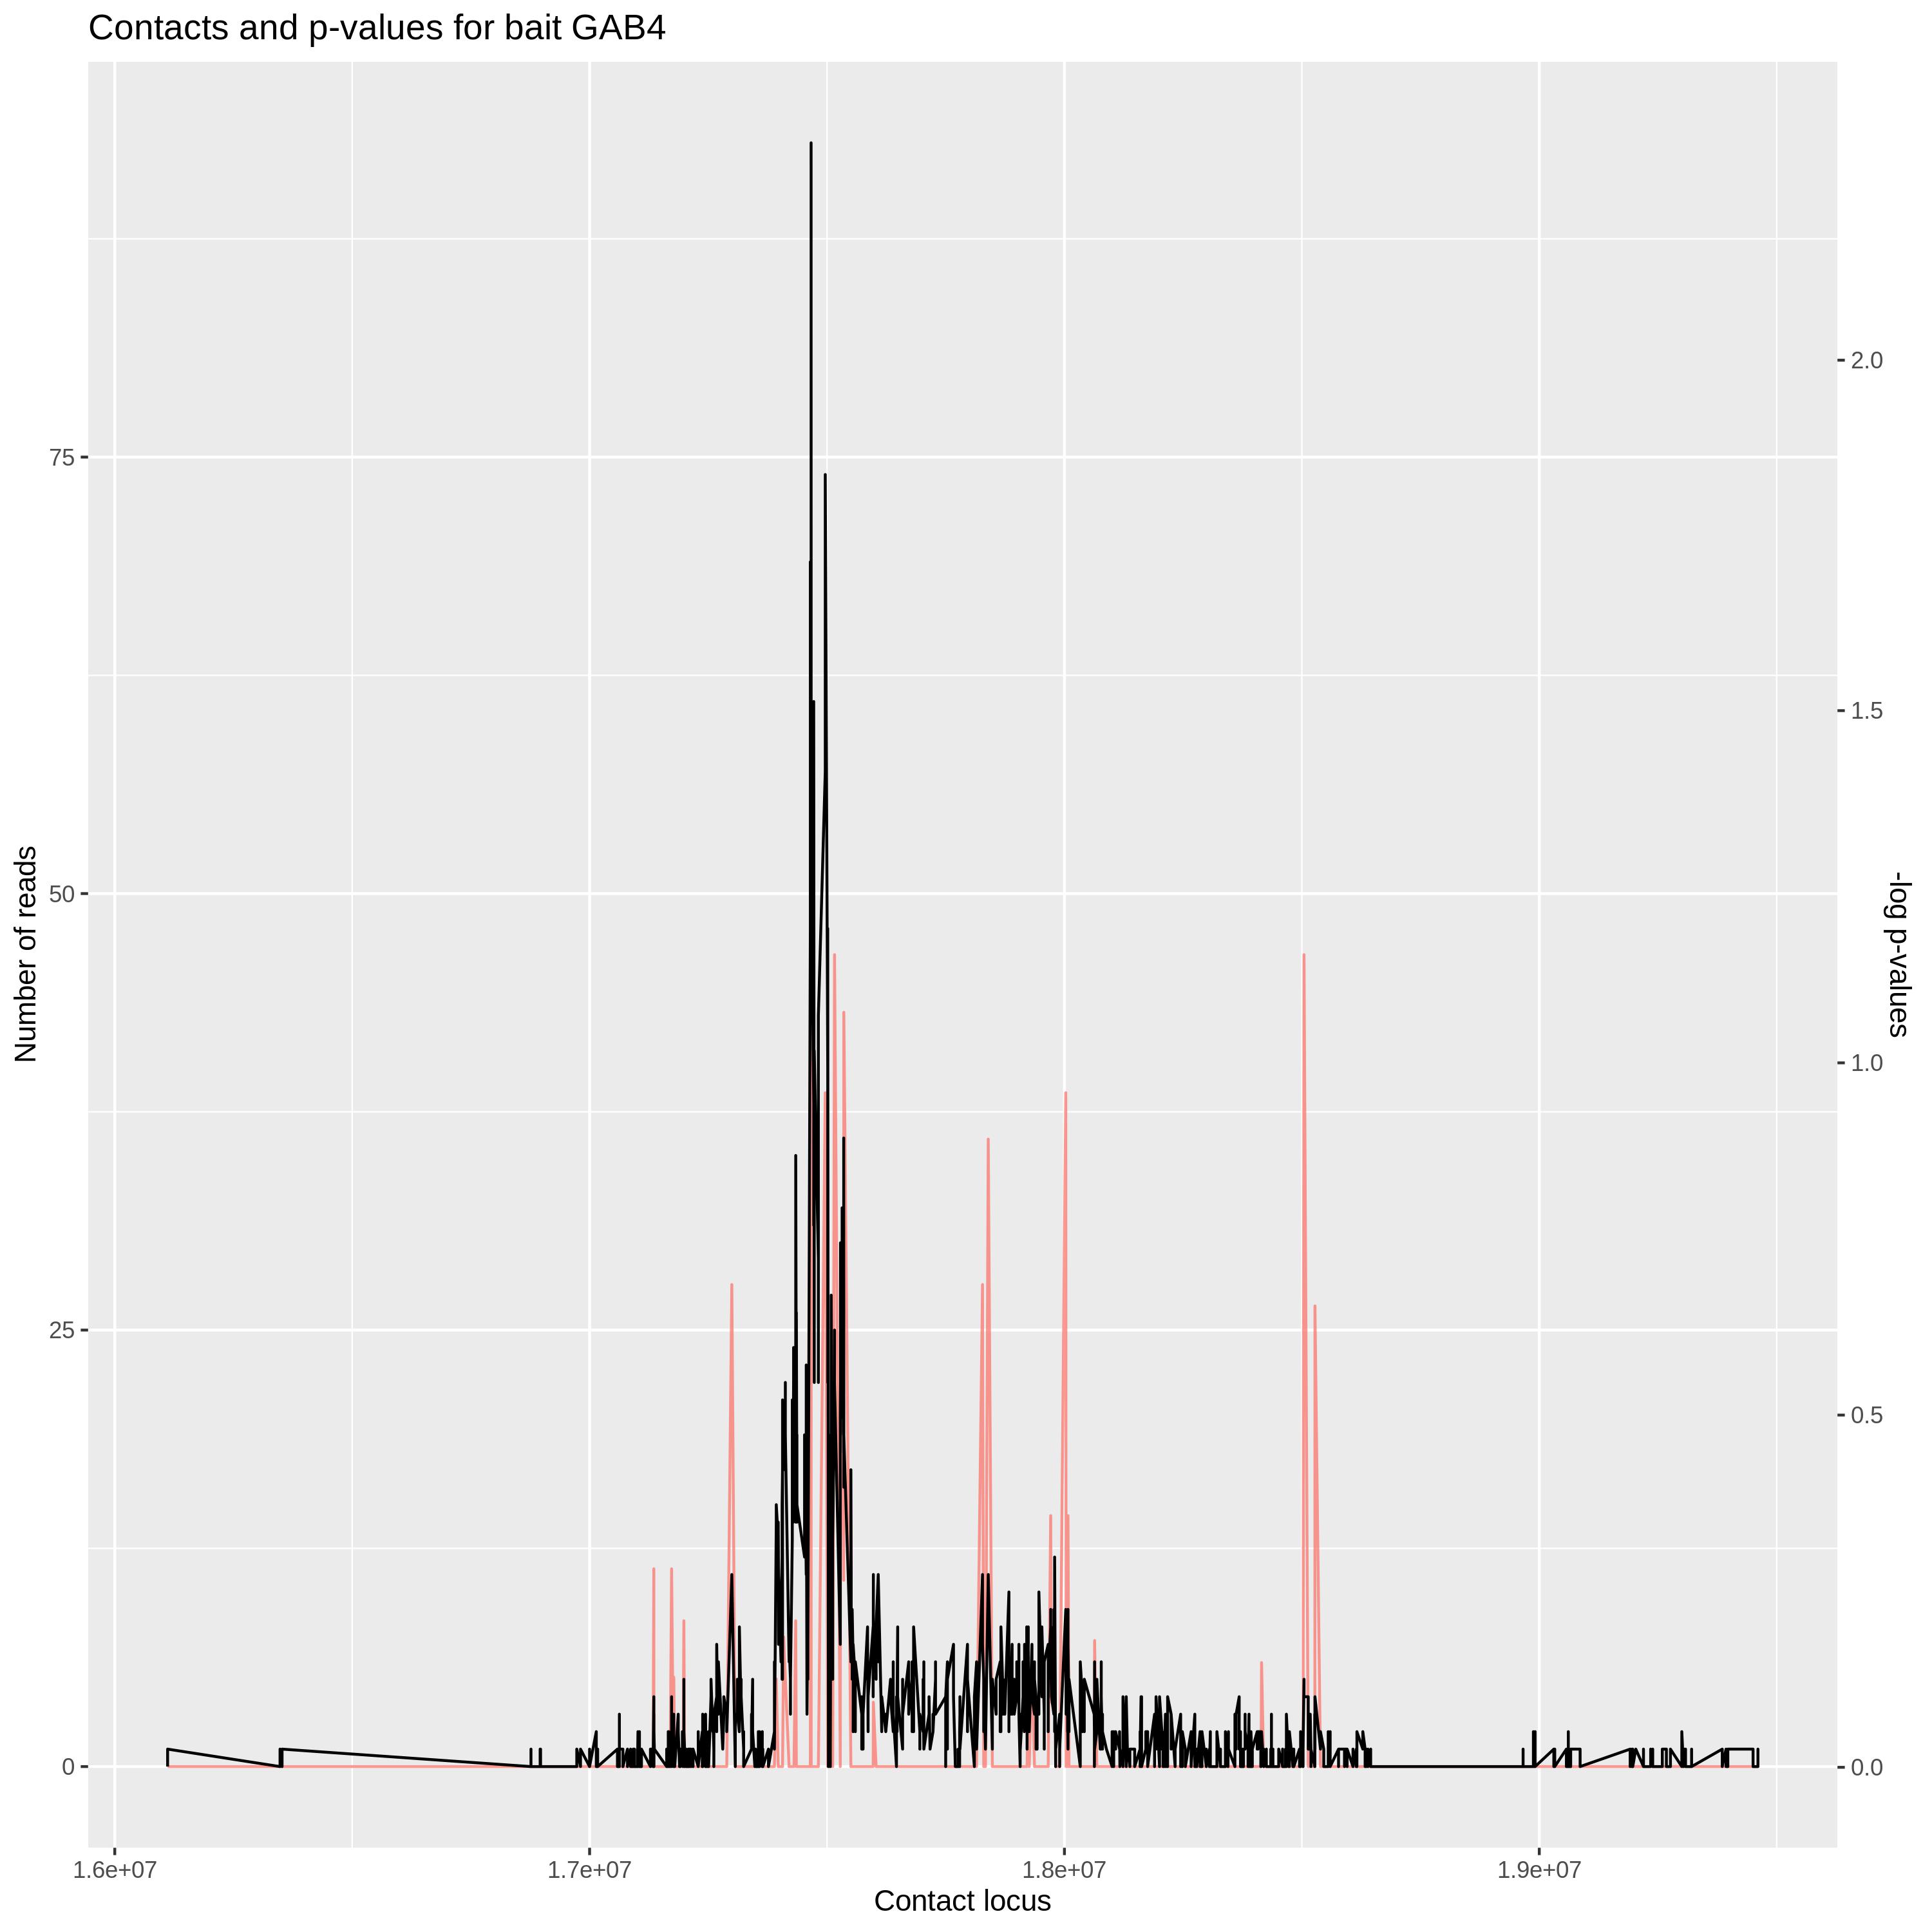 Contacts and p-values for bait GAB4
Number of reads
75
50
25
0
2.0
1.5
1.0
0.5
0.0
-log p-values
1.6e+07
1.7e+07
1.8e+07
1.9e+07
Contact locus